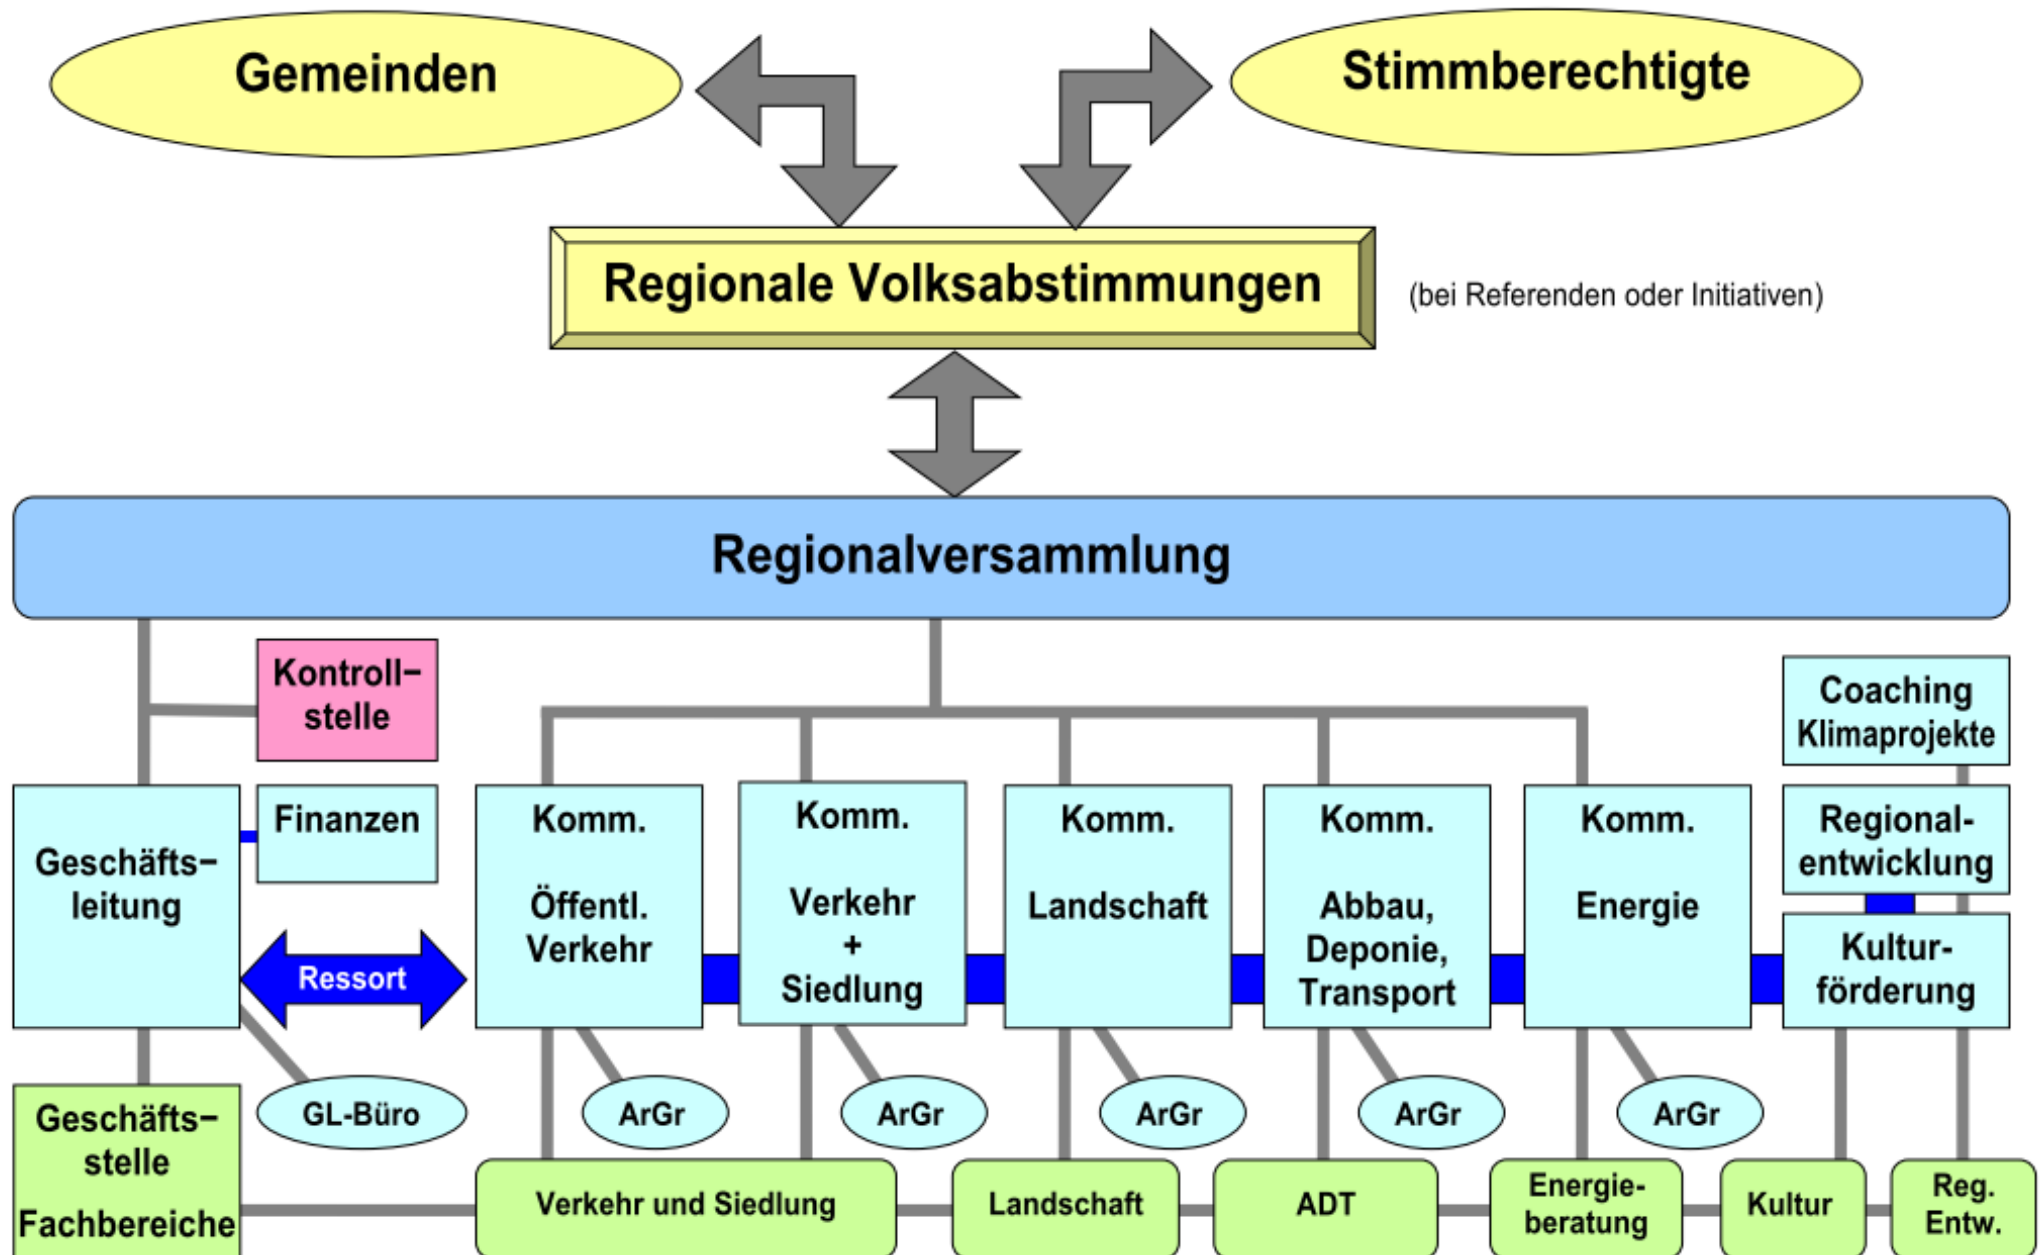 Gemeinden
Stimmberechtigte
Regionale Volksabstimmungen
(bei Referenden oder Initiativen)
Regionalversammlung
Kontroll–
stelle
Coaching
Klimaprojekte
Geschäfts–
leitung
Finanzen
Komm.
Öffentl.
Verkehr
Komm.
Verkehr
+
Siedlung
Komm.
Landschaft
Komm.
Abbau,
Deponie,
Transport
Komm.
Energie
Regional-
entwicklung
Kultur-
förderung
Ressort
GL-Büro
ArGr
ArGr
ArGr
ArGr
ArGr
Geschäfts–
stelle
Fachbereiche
Verkehr und Siedlung
Landschaft
ADT
Energie-
beratung
Kultur
Reg.
Entw.